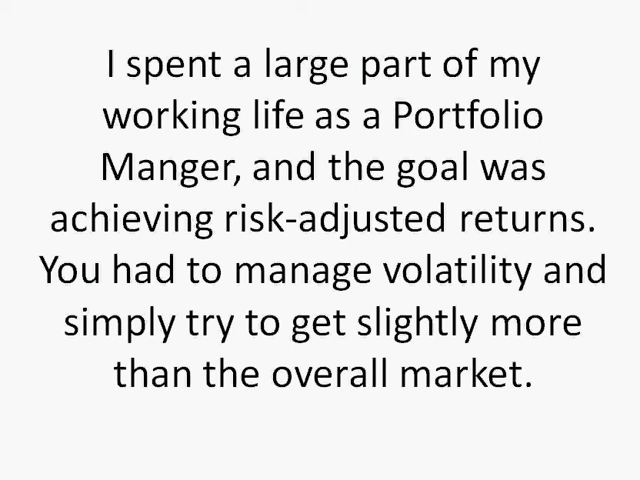 I spent a large part of my
working life as a Portfolio
Manger, and the goal was
achieving risk-adjusted returns.
You had to manage volatility and
simply try to get slightly more
than the overall market.